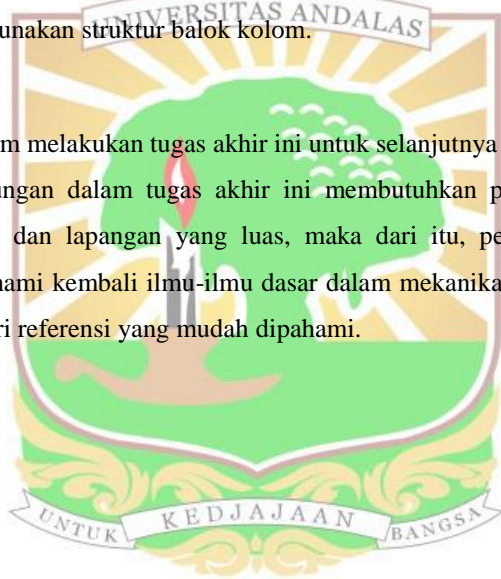 UNIVERSITAS ANDALAS
unakan struktur balok kolom.
m melakukan tugas akhir ini untuk selanjutnya
ungan dalam tugas akhir ini membutuhkan p
dan lapangan yang luas, maka dari itu, pe
ami kembali ilmu-ilmu dasar dalam mekanika
ri referensi yang mudah dipahami.
UNTUK KEDJAJAAN BANGSA